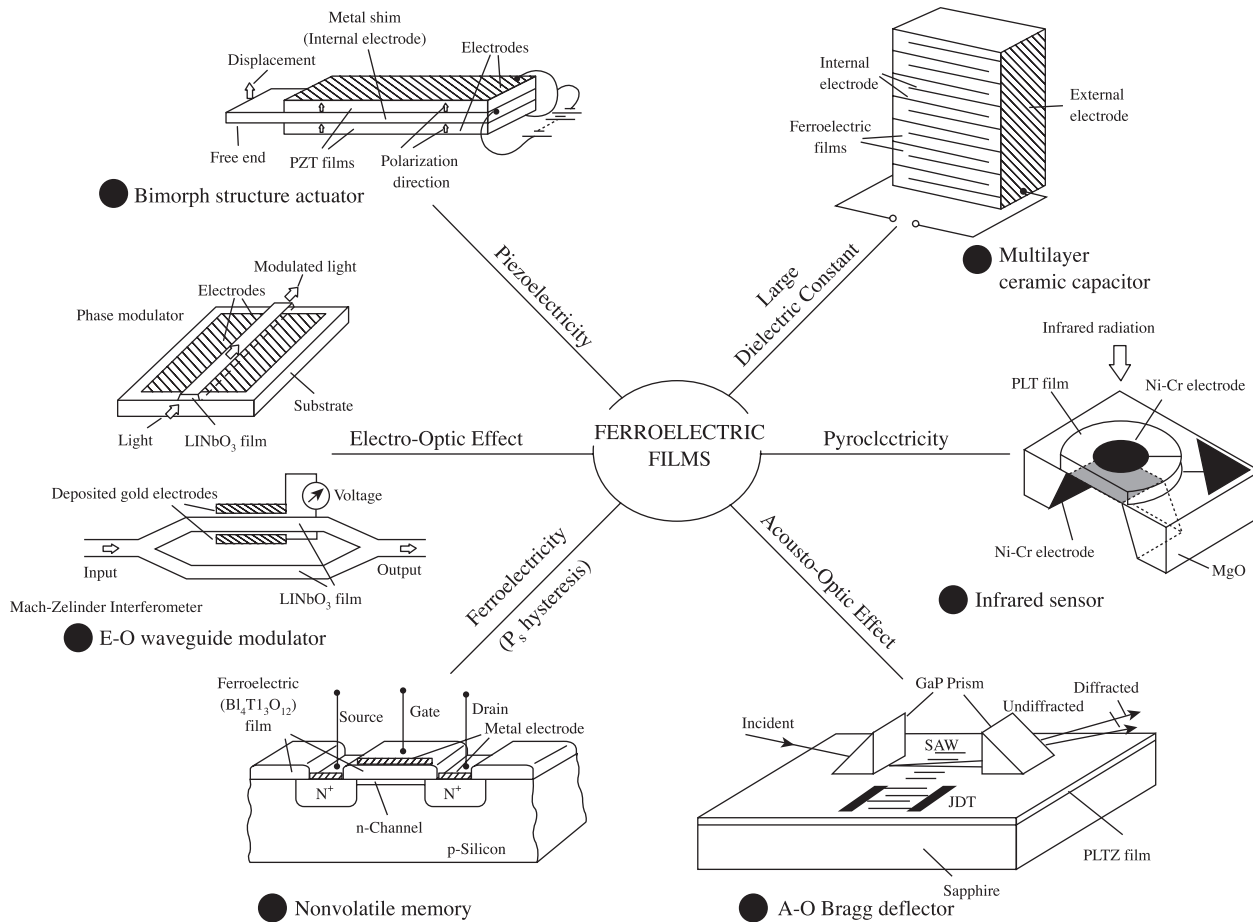 Metal shim
(Internal electrode)
Electrodes
Displacement
Free end
PZT films
Polarization
direction
Bimorph structure actuator
Internal
electrode
External
electrode
Ferroelectric
films
Multilayer
ceramic capacitor
Piezoelectricity
Large
Dielectric Constant
Modulated light
Electrodes
Phase modulator
Substrate
Light
LINbO3 film
Electro-Optic Effect
FERROELECTRIC
FILMS
Pyroclcctricity
Infrared radiation
PLT film
Ni-Cr electrode
Ni-Cr electrode
MgO
Infrared sensor
Deposited gold electrodes
Voltage
Input
Output
LINbO3 film
Mach-Zelinder Interferometer
E-O waveguide modulator
Ferroelectricity
(Ps hysteresis)
Acousto-Optic Effect
Ferroelectric
(Bl4T13O12)
film
Source
Gate
Drain
Metal electrode
N+
N+
n-Channel
p-Silicon
Nonvolatile memory
GaP Prism
Diffracted
Undiffracted
Incident
SAW
JDT
PLTZ film
Sapphire
A-O Bragg deflector